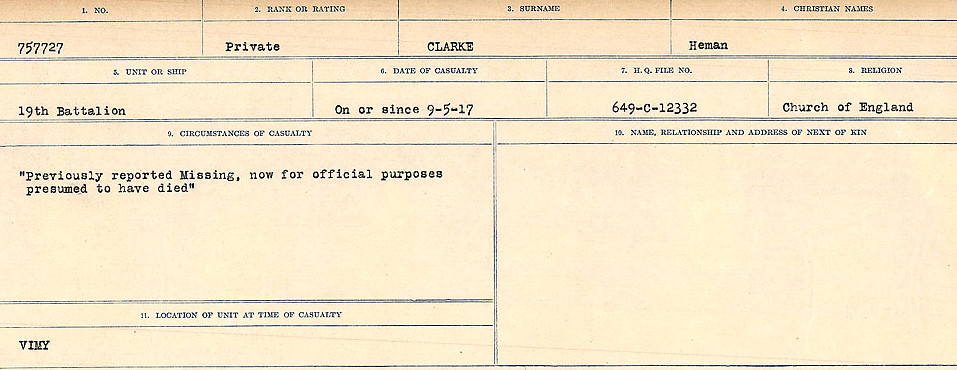 1. NO. 2. RANK OR RATING 3. SURNAME 4. CHRISTIAN NAMES
757727 Private CLARKE Heman
5. UNIT OR SHIP 6. DATE OF CASUALTY 7. H. Q. FILE NO. 8. RELIGION
19th Battalion On or since 9-5-17 649-C-12332 Church of England
9. CIRCUMSTANCES OF CASUALTY 10. NAME, RELATIONSHIP AND ADDRESS OF NEXT OF KIN
"Previously reported Missing, now for official purposes
presumed to have died"
11. LOCATION OF UNIT AT TIME OF CASUALTY
VIMY